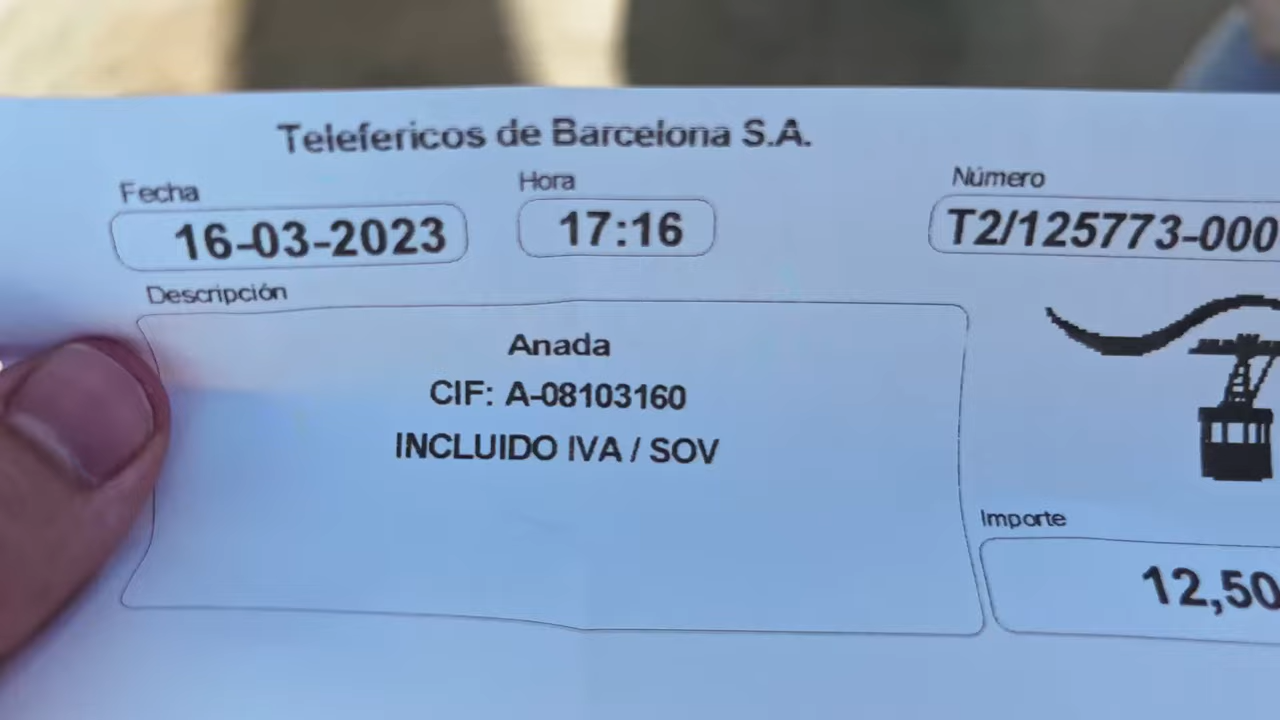 Telefericos de Barcelona S.A.
Fecha
Hora
Número
16-03-2023
17:16
T2/125773-000
Descripción
Anada
CIF: A-08103160
INCLUIDO IVA / SOV
Importe
12,50